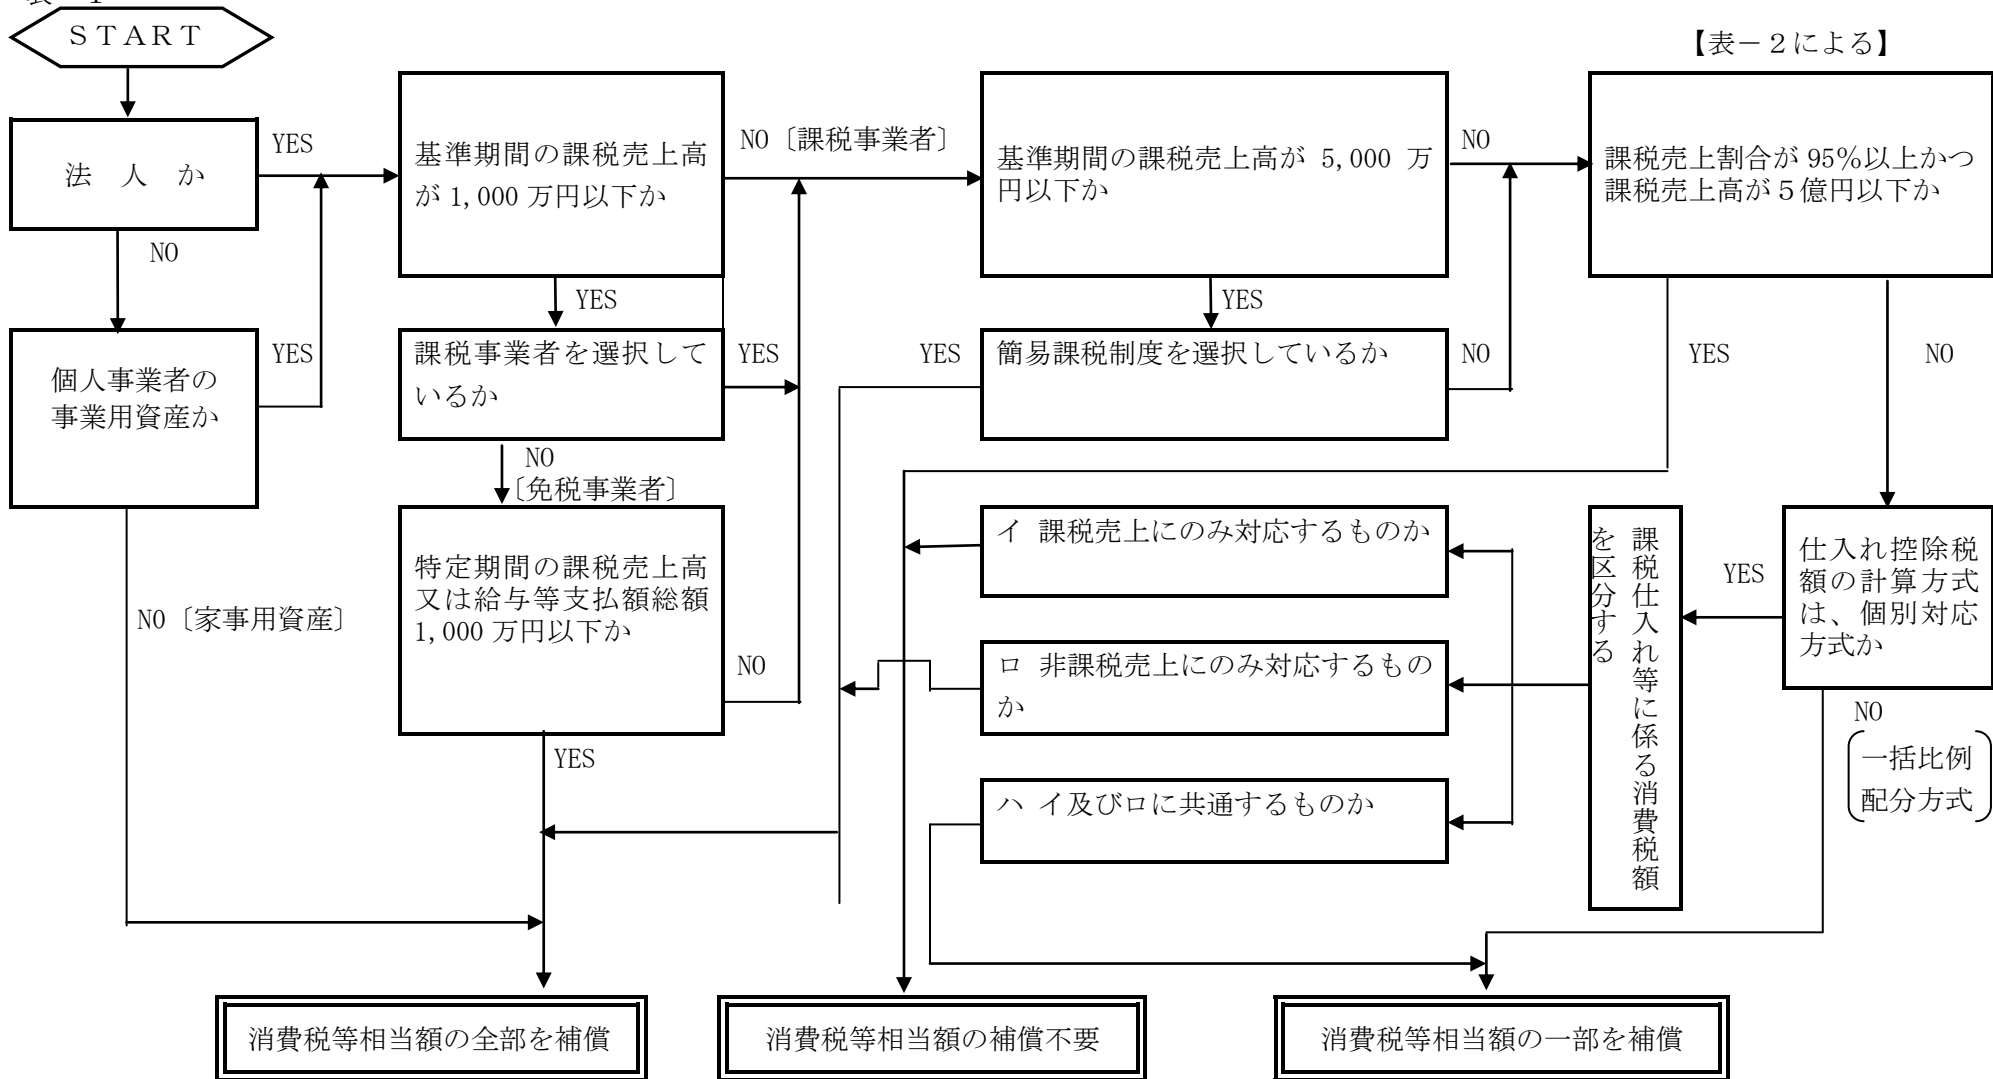 表－1
ＳＴＡＲＴ
【表－２による】
法　人　か
YES
NO
個人事業者の
事業用資産か
YES
NO〔家事用資産〕
基準期間の課税売上高
が 1,000 万円以下か
NO〔課税事業者〕
YES
課税事業者を選択して
いるか
YES
NO
〔免税事業者〕
特定期間の課税売上高
又は給与等支払額総額
1,000 万円以下か
NO
YES
基準期間の課税売上高が 5,000 万
円以下か
NO
YES
簡易課税制度を選択しているか
YES
NO
課税売上割合が 95％以上かつ
課税売上高が５億円以下か
YES
NO
仕入れ控除税
額の計算方式
は、個別対応
方式か
YES
NO
一括比例
配分方式
課税仕入れ等に係る消費税額
を区分する
イ 課税売上にのみ対応するものか
ロ 非課税売上にのみ対応するもの
か
ハ イ及びロに共通するものか
消費税等相当額の全部を補償
消費税等相当額の補償不要
消費税等相当額の一部を補償